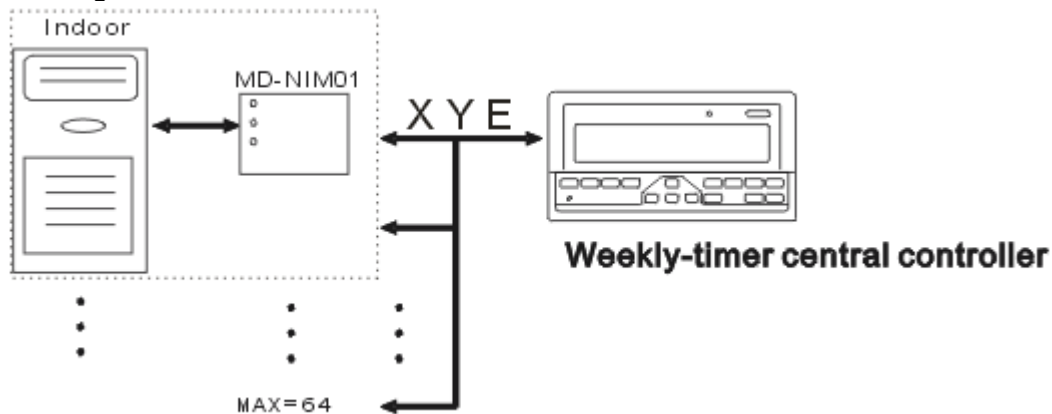 Indoor
MD-NIM01
X Y E
Weekly-timer central controller
MAX=64